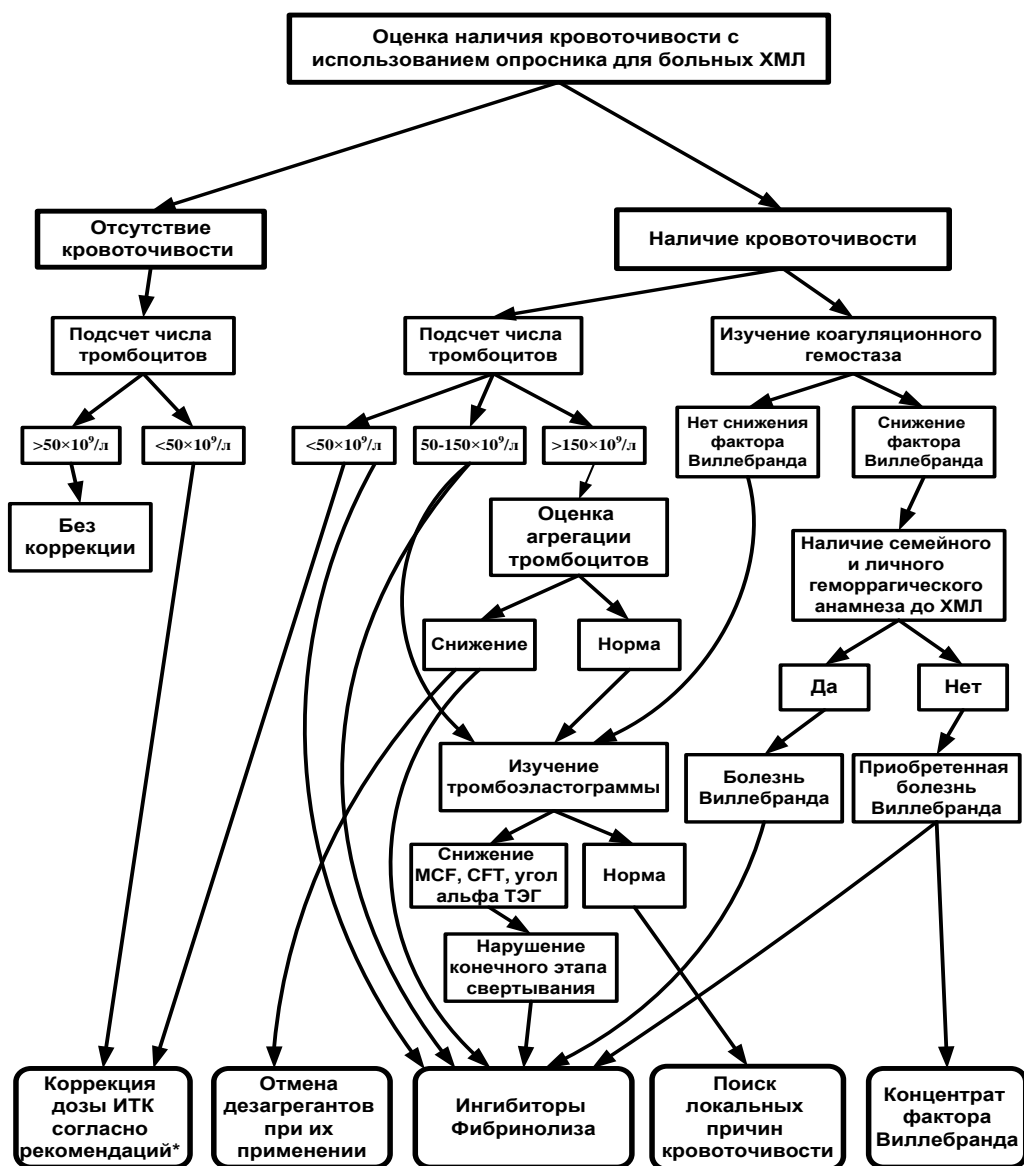 Оценка наличия кровоточивости с
использованием опросника для больных ХМЛ
Отсутствие
кровоточивости
Наличие кровоточивости
Подсчет числа
тромбоцитов
Подсчет числа
тромбоцитов
Изучение коагуляционного
гемостаза
>50×10⁹/л
<50×10⁹/л
<50×10⁹/л
50-150×10⁹/л
>150×10⁹/л
Нет снижения
фактора
Виллебранда
Снижение
фактора
Виллебранда
Без
коррекции
Оценка
агрегации
тромбоцитов
Наличие семейного
и личного
геморрагического
анамнеза до ХМЛ
Снижение
Норма
Да
Нет
Изучение
тромбоэластограммы
Болезнь
Виллебранда
Приобретенная
болезнь
Виллебранда
Снижение
MCF, CFT, угол
альфа ТЭГ
Норма
Нарушение
конечного этапа
свертывания
Коррекция
дозы ИТК
согласно
рекомендаций*
Отмена
дезагрегантов
при их
применении
Ингибиторы
Фибринолиза
Поиск
локальных
причин
кровоточивости
Концентрат
фактора
Виллебранда